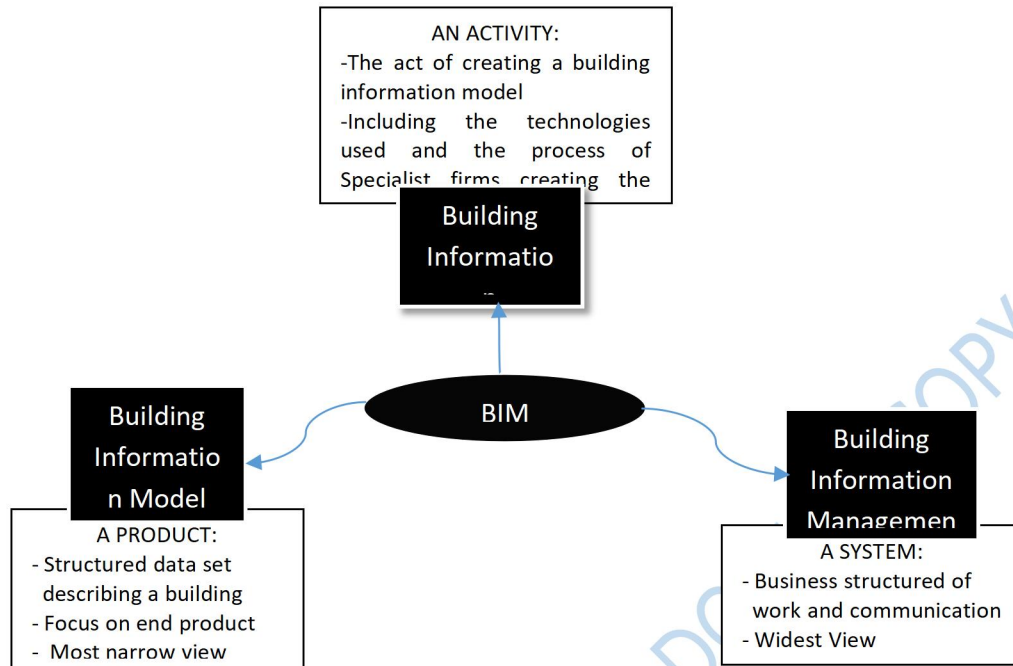 AN ACTIVITY:
-The act of creating a building
information model
-Including the technologies
used and the process of
Specialist firms creating the
Building
Informatio
BIM
Building
Informatio
n Model
A PRODUCT:
- Structured data set
describing a building
- Focus on end product
- Most narrow view
Building
Information
Managemen
A SYSTEM:
- Business structured of
work and communication
- Widest View